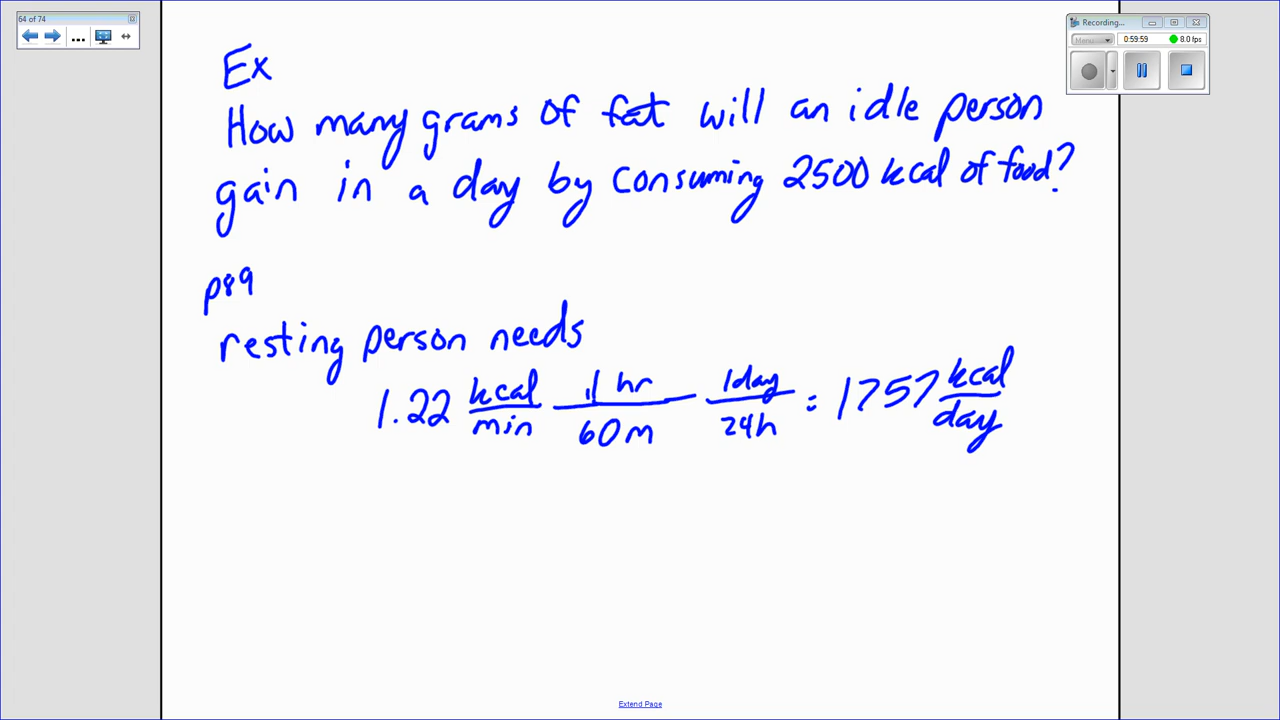 64 of 74
...
Recording...
Menu
0:59:59
8.0 fps
Ex
How many grams of fat will an idle person
gain in a day by consuming 2500 kcal of food?
p89
resting person needs
1.22 kcal/min 1 hr/60m 1day/24h = 1757 kcal/day
Extend Page